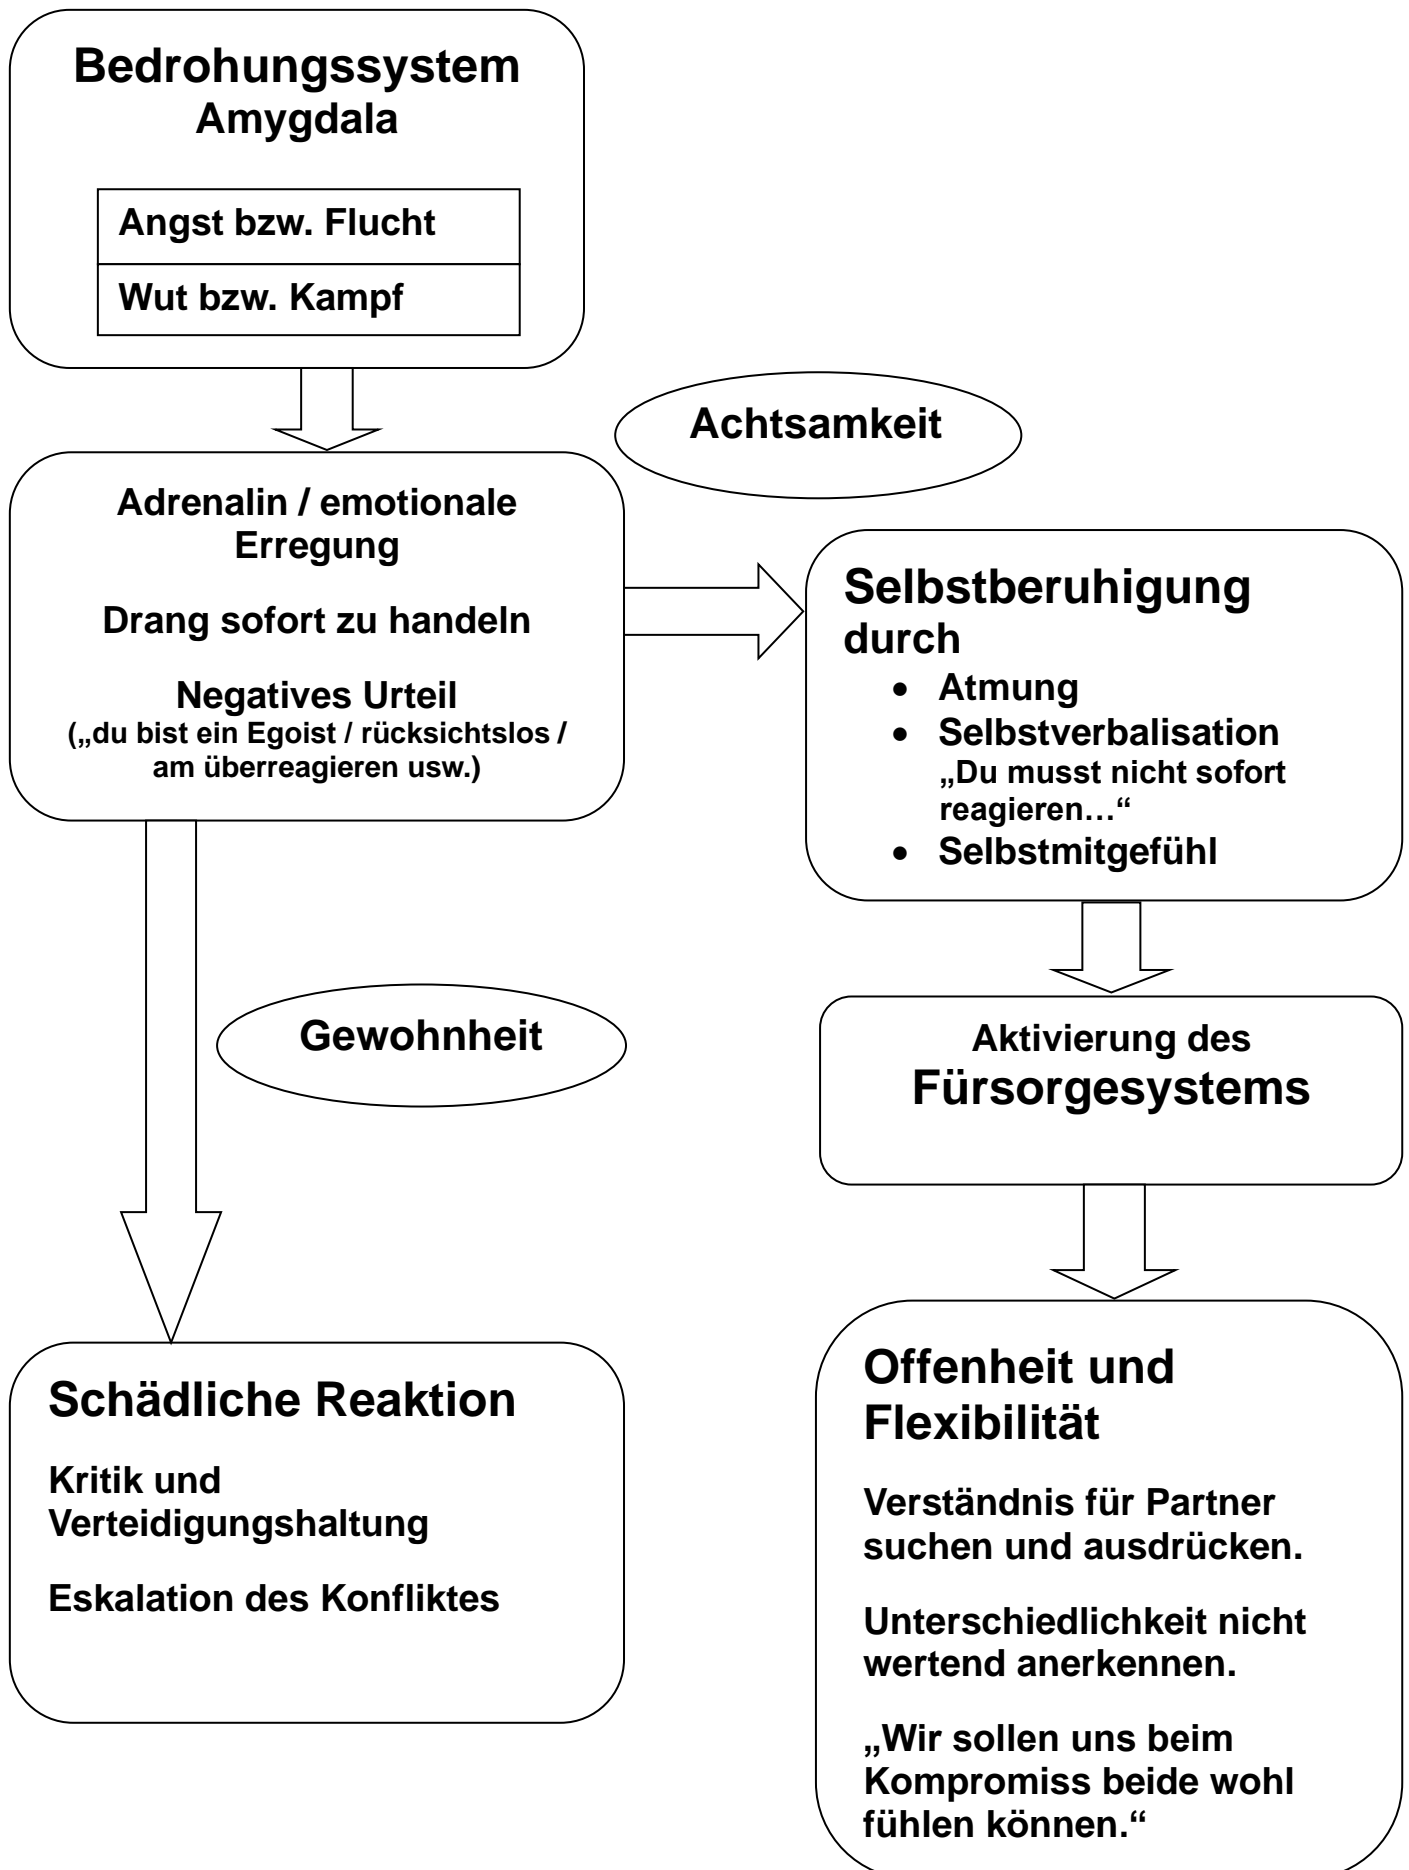 Bedrohungssystem
Amygdala
Angst bzw. Flucht
Wut bzw. Kampf
Achtsamkeit
Adrenalin / emotionale
Erregung
Drang sofort zu handeln
Negatives Urteil
(„du bist ein Egoist / rücksichtslos /
am überreagieren usw.)
Selbstberuhigung
durch
• Atmung
• Selbstverbalisation
„Du musst nicht sofort
reagieren…“
• Selbstmitgefühl
Gewohnheit
Aktivierung des
Fürsorgesystems
Schädliche Reaktion
Kritik und
Verteidigungshaltung
Eskalation des Konfliktes
Offenheit und
Flexibilität
Verständnis für Partner
suchen und ausdrücken.
Unterschiedlichkeit nicht
wertend anerkennen.
„Wir sollen uns beim
Kompromiss beide wohl
fühlen können.“